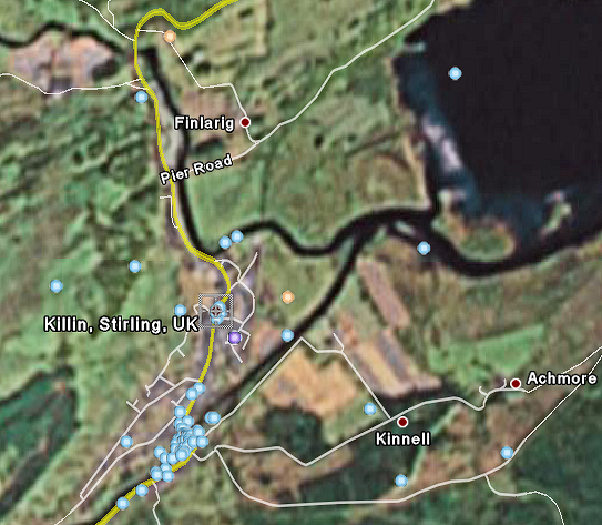 Finlarig
Pier Road
Killin, Stirling, UK
Achmore
Kinnell